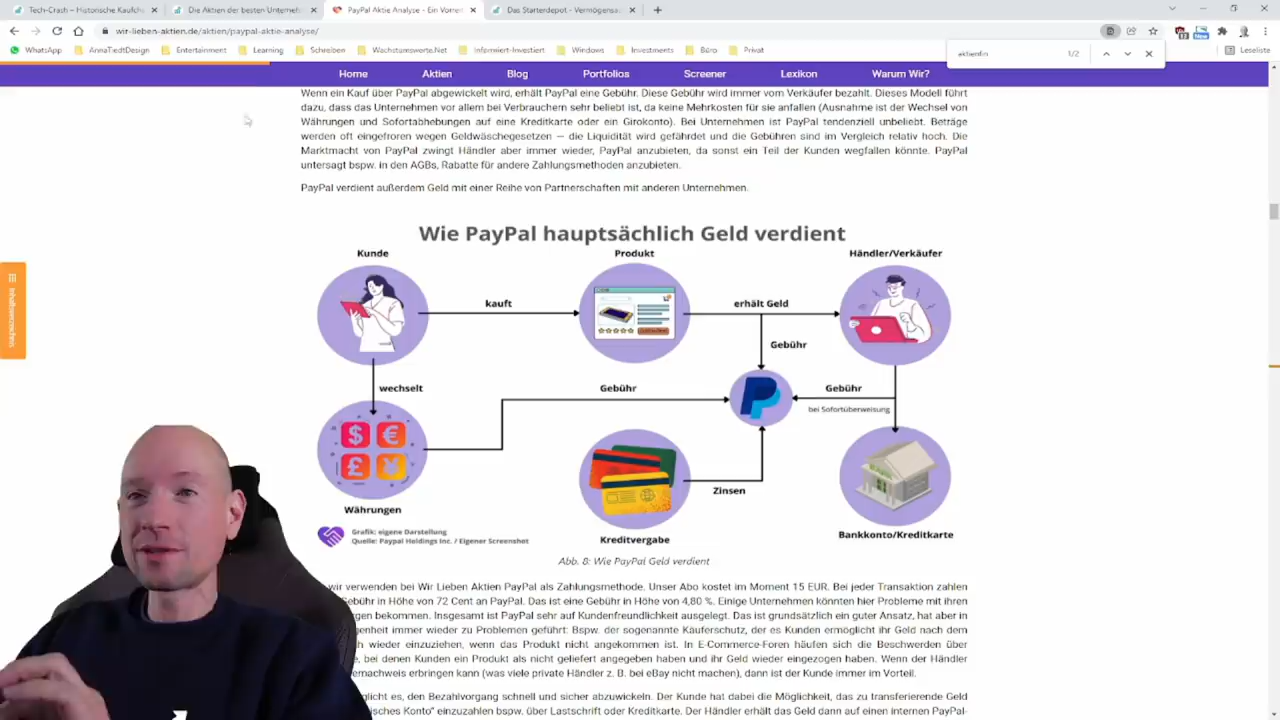 Tech-Crash – Historische Kaufch
Die Aktien der besten Unterneh
PayPal Aktie Analyse - Ein Vorrei
Das Starterdepot - Vermögensau
wir-lieben-aktien.de/aktien/paypal-aktie-analyse/
WhatsApp
AnnaTiedtDesign
Entertainment
Learning
Schreiben
Wachstumsworte.Net
Informiert-Investiert
Windows
Investments
Büro
Privat
Leseliste
aktienfin
1/2
Home
Aktien
Blog
Portfolios
Screener
Lexikon
Warum Wir?
Wenn ein Kauf über PayPal abgewickelt wird, erhält PayPal eine Gebühr. Diese Gebühr wird immer vom Verkäufer bezahlt. Dieses Modell führt
dazu, dass das Unternehmen vor allem bei Verbrauchern sehr beliebt ist, da keine Mehrkosten für sie anfallen (Ausnahme ist der Wechsel von
Währungen und Sofortabhebungen auf eine Kreditkarte oder ein Girokonto). Bei Unternehmen ist PayPal tendenziell unbeliebt. Beträge
werden oft eingefroren wegen Geldwäschegesetzen – die Liquidität wird gefährdet und die Gebühren sind im Vergleich relativ hoch. Die
Marktmacht von PayPal zwingt Händler aber immer wieder, PayPal anzubieten, da sonst ein Teil der Kunden wegfallen könnte. PayPal
untersagt bspw. in den AGBs, Rabatte für andere Zahlungsmethoden anzubieten.
PayPal verdient außerdem Geld mit einer Reihe von Partnerschaften mit anderen Unternehmen.
Wie PayPal hauptsächlich Geld verdient
Kunde
Produkt
Händler/Verkäufer
kauft
erhält Geld
Gebühr
wechselt
Gebühr
Gebühr
bei Sofortüberweisung
Inhaltsverzeichnis
$ €
£ ¥
Zinsen
Währungen
Kreditvergabe
Bankkonto/Kreditkarte
Grafik: eigene Darstellung
Quelle: Paypal Holdings Inc. / Eigener Screenshot
Abb. 8: Wie PayPal Geld verdient
wir verwenden bei Wir Lieben Aktien PayPal als Zahlungsmethode. Unser Abo kostet im Moment 15 EUR. Bei jeder Transaktion zahlen
Gebühr in Höhe von 72 Cent an PayPal. Das ist eine Gebühr in Höhe von 4,80 %. Einige Unternehmen könnten hier Probleme mit ihren
rgen bekommen. Insgesamt ist PayPal sehr auf Kundenfreundlichkeit ausgelegt. Das ist grundsätzlich ein guter Ansatz, hat aber in
genheit immer wieder zu Problemen geführt: Bspw. der sogenannte Käuferschutz, der es Kunden ermöglicht ihr Geld nach dem
h wieder einzuziehen, wenn das Produkt nicht angekommen ist. In E-Commerce-Foren häufen sich die Beschwerden über
e, bei denen Kunden ein Produkt als nicht geliefert angegeben haben und ihr Geld wieder eingezogen haben. Wenn der Händler
ernachweis erbringen kann (was viele private Händler z. B. bei eBay nicht machen), dann ist der Kunde immer im Vorteil.
glicht es, den Bezahlvorgang schnell und sicher abzuwickeln. Der Kunde hat dabei die Möglichkeit, das zu transferierende Geld
isches Konto" einzuzahlen bspw. über Lastschrift oder Kreditkarte. Der Händler erhält das Geld dann auf einen internen PayPal-